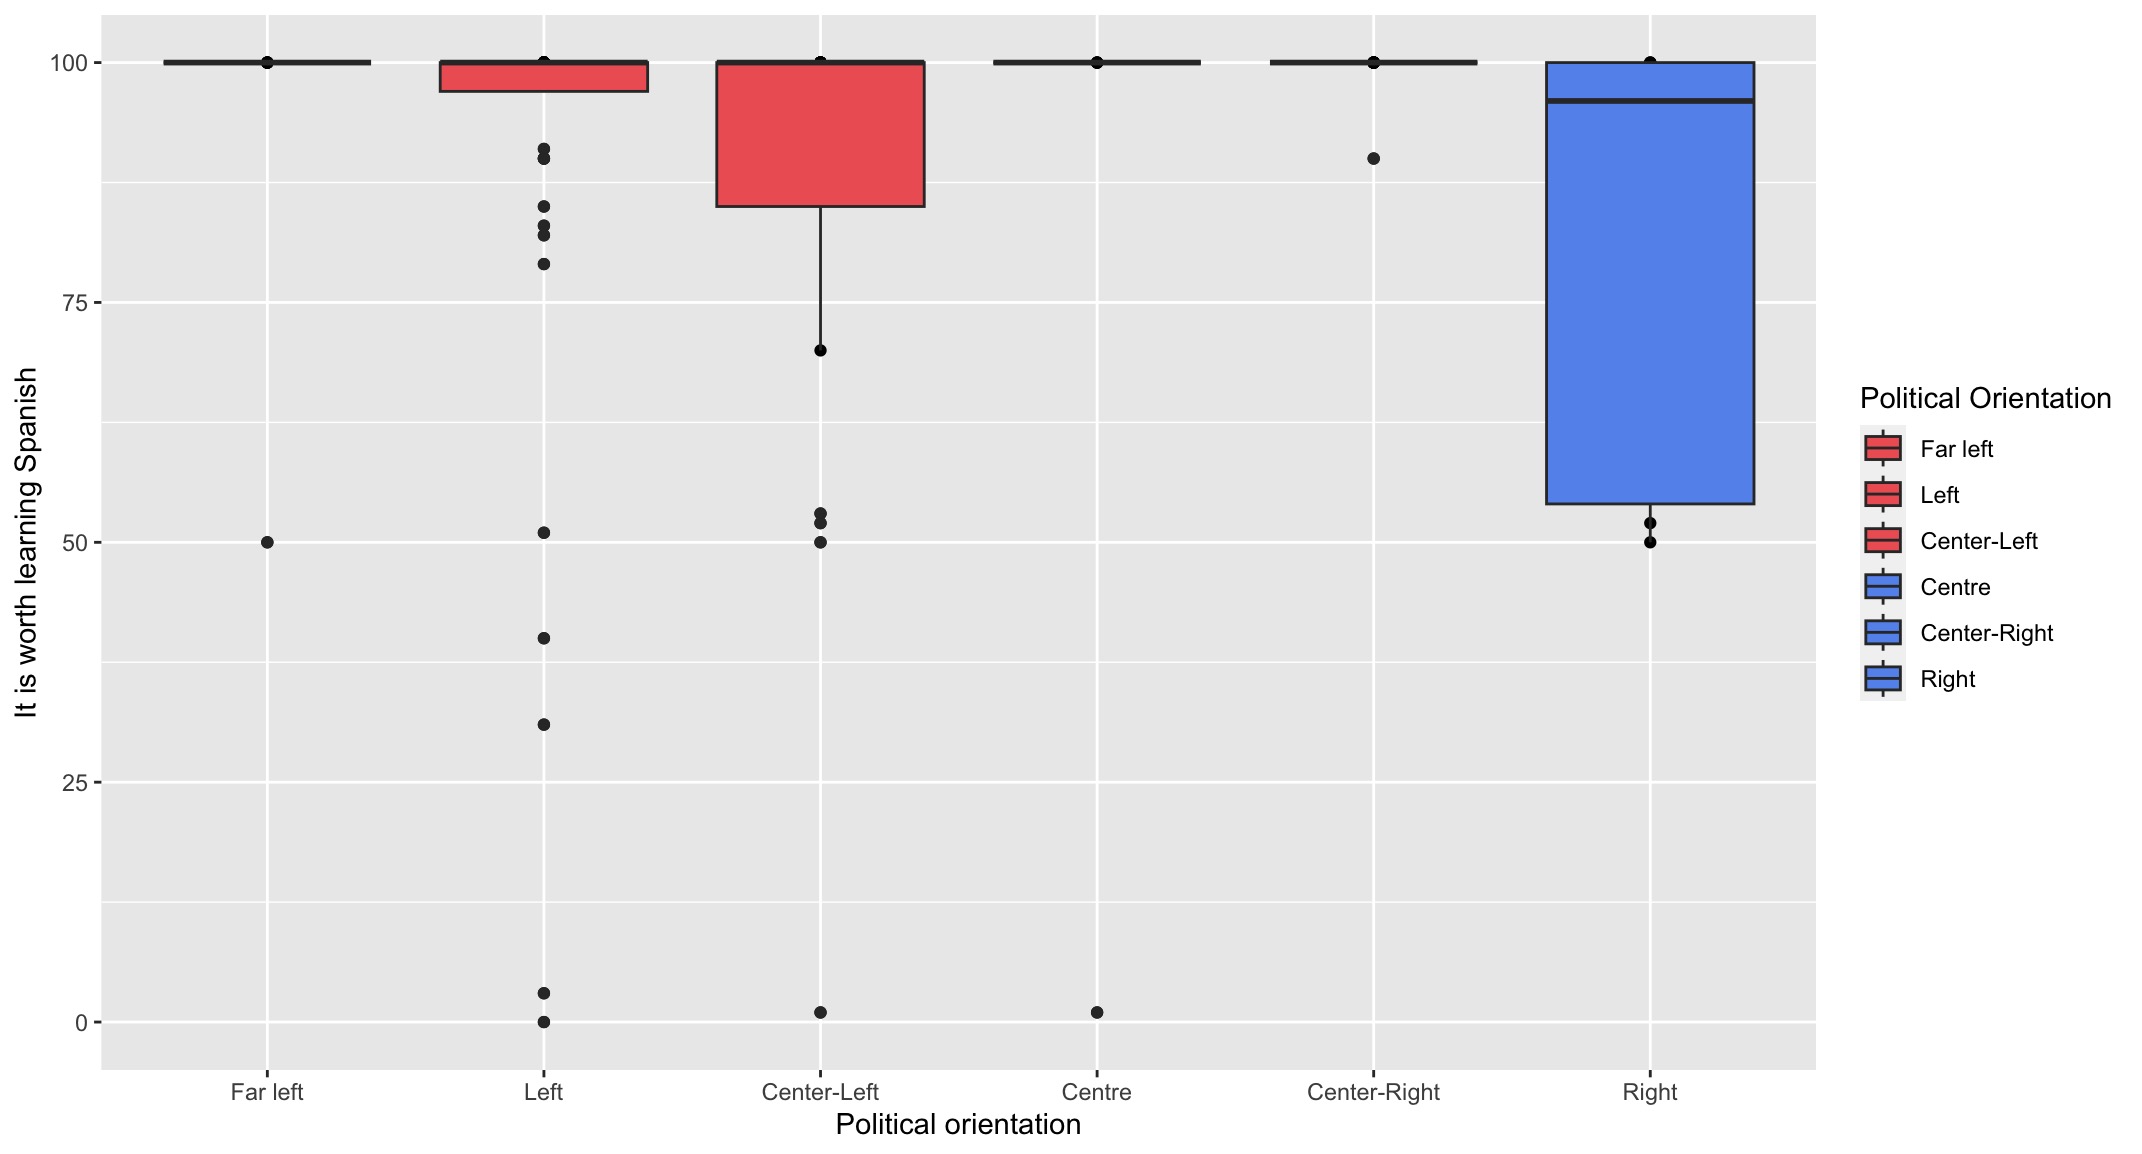 It is worth learning Spanish
100
75
50
25
0
Far left
Left
Center-Left
Centre
Center-Right
Right
Political orientation
Political Orientation
Far left
Left
Center-Left
Centre
Center-Right
Right